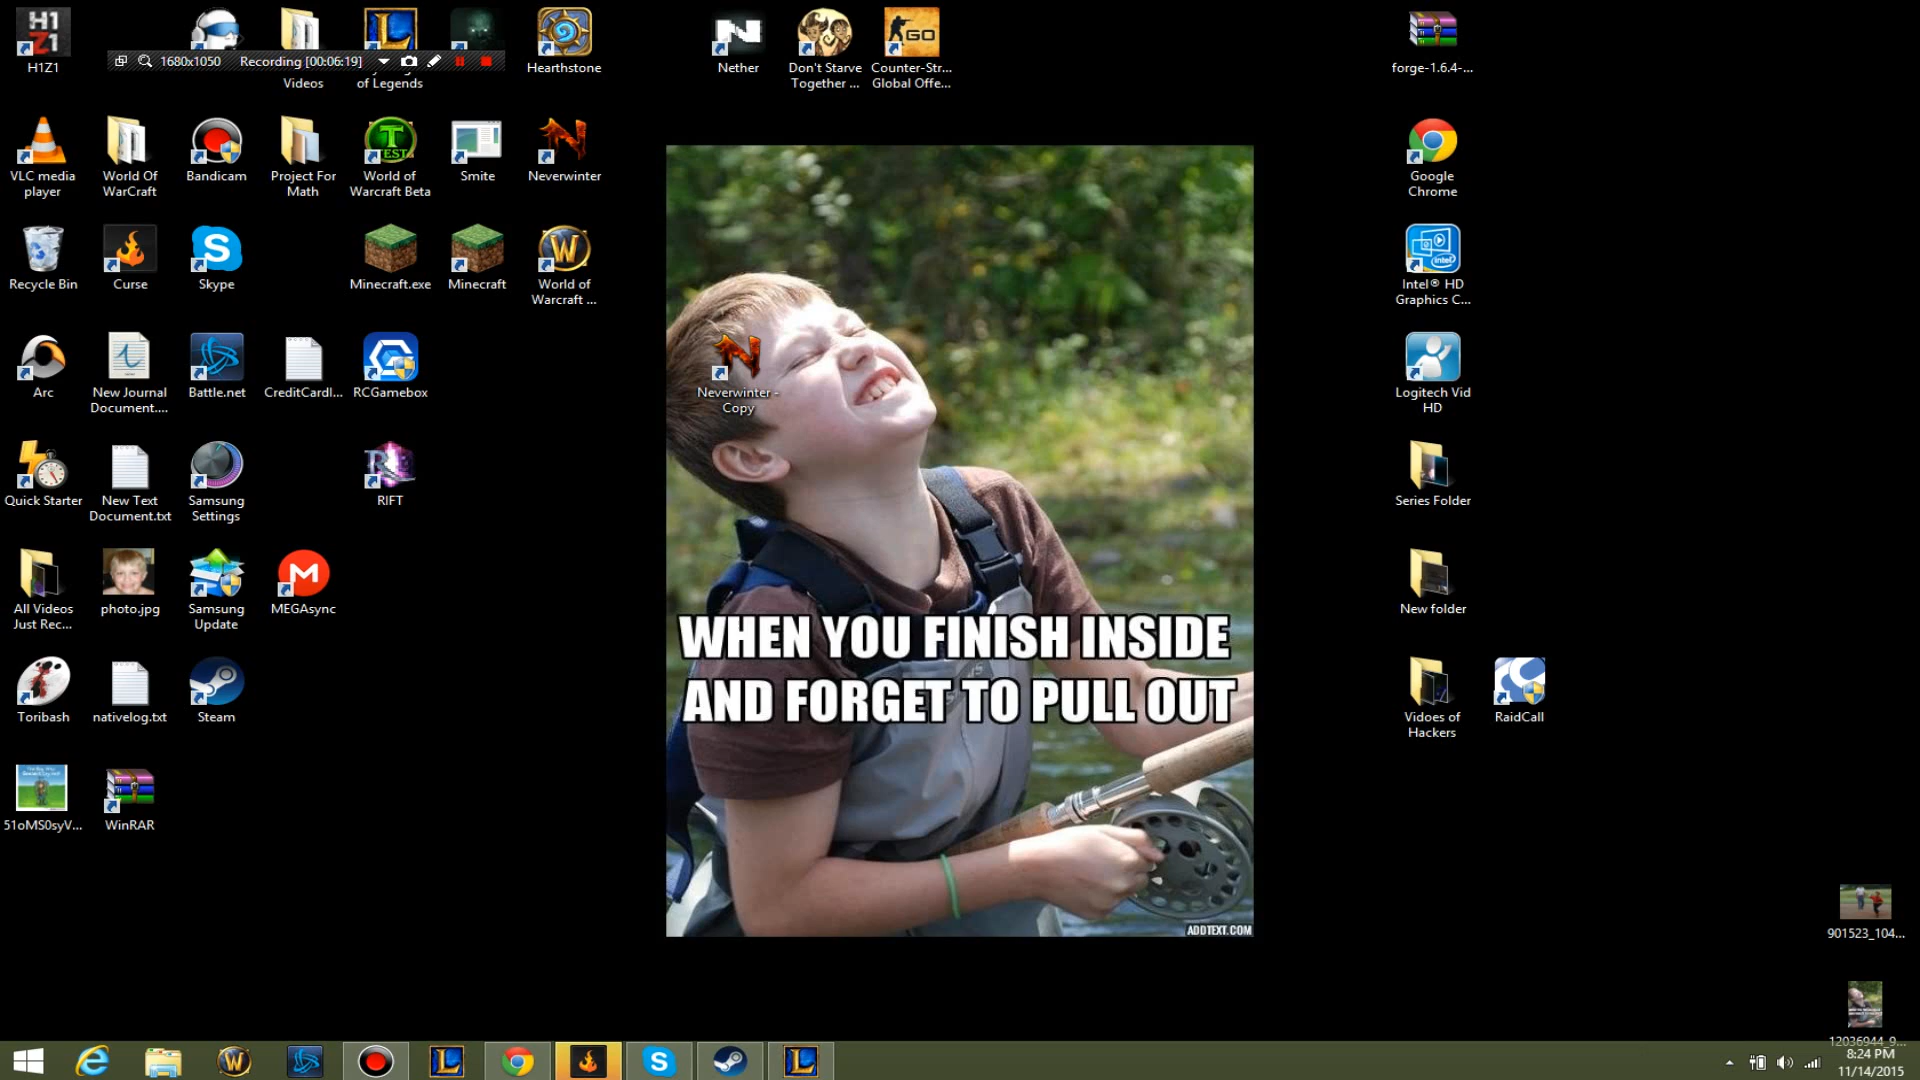 H1Z1
1680x1050
Recording [00:06:19]
Videos
of Legends
Hearthstone
Nether
Don't Starve
Together ...
Counter-Str...
Global Offe...
forge-1.6.4-...
VLC media
player
World Of
WarCraft
Bandicam
Project For
Math
World of
Warcraft Beta
Smite
Neverwinter
Google
Chrome
Recycle Bin
Curse
Skype
Minecraft.exe
Minecraft
World of
Warcraft ...
Intel® HD
Graphics C...
Arc
New Journal
Document....
Battle.net
CreditCardl...
RCGamebox
Neverwinter -
Copy
Logitech Vid
HD
Quick Starter
New Text
Document.txt
Samsung
Settings
RIFT
Series Folder
All Videos
Just Rec...
photo.jpg
Samsung
Update
MEGAsync
New folder
WHEN YOU FINISH INSIDE
AND FORGET TO PULL OUT
Toribash
nativelog.txt
Steam
Vidoes of
Hackers
RaidCall
51oMS0syV...
WinRAR
ADDTEXT.COM
901523_104...
12036944_9...
8:24 PM
11/14/2015